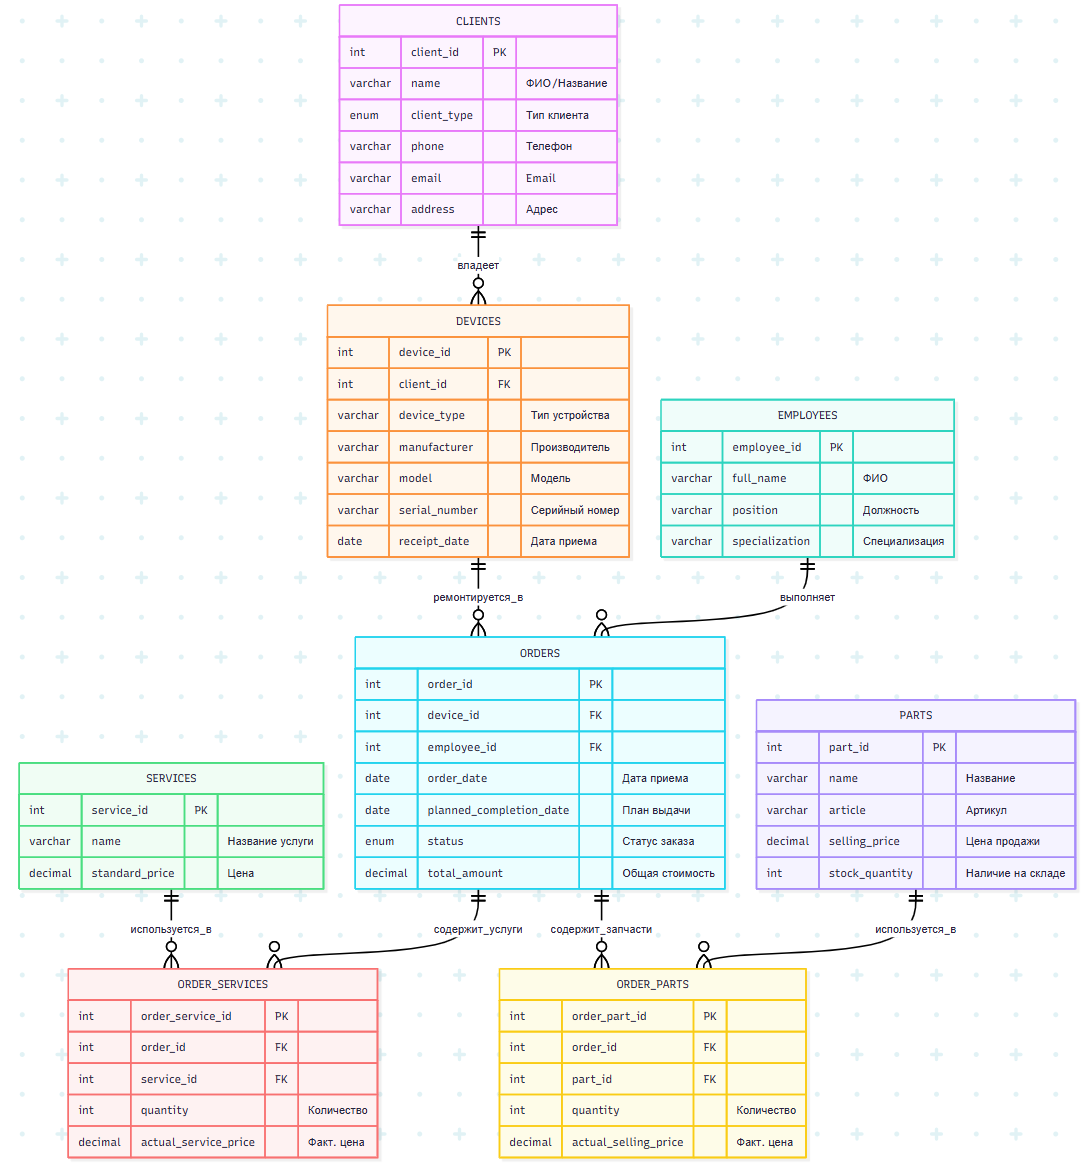 CLIENTS
int client_id PK
varchar name ФИО/Название
enum client_type Тип клиента
varchar phone Телефон
varchar email Email
varchar address Адрес
владеет
DEVICES
int device_id PK
int client_id FK
varchar device_type Тип устройства
varchar manufacturer Производитель
varchar model Модель
varchar serial_number Серийный номер
date receipt_date Дата приема
EMPLOYEES
int employee_id PK
varchar full_name ФИО
varchar position Должность
varchar specialization Специализация
ремонтируется_в
выполняет
ORDERS
int order_id PK
int device_id FK
int employee_id FK
date order_date Дата приема
date planned_completion_date План выдачи
enum status Статус заказа
decimal total_amount Общая стоимость
PARTS
int part_id PK
varchar name Название
varchar article Артикул
decimal selling_price Цена продажи
int stock_quantity Наличие на складе
SERVICES
int service_id PK
varchar name Название услуги
decimal standard_price Цена
используется_в
содержит_услуги
содержит_запчасти
используется_в
ORDER_SERVICES
int order_service_id PK
int order_id FK
int service_id FK
int quantity Количество
decimal actual_service_price Факт. цена
ORDER_PARTS
int order_part_id PK
int order_id FK
int part_id FK
int quantity Количество
decimal actual_selling_price Факт. цена